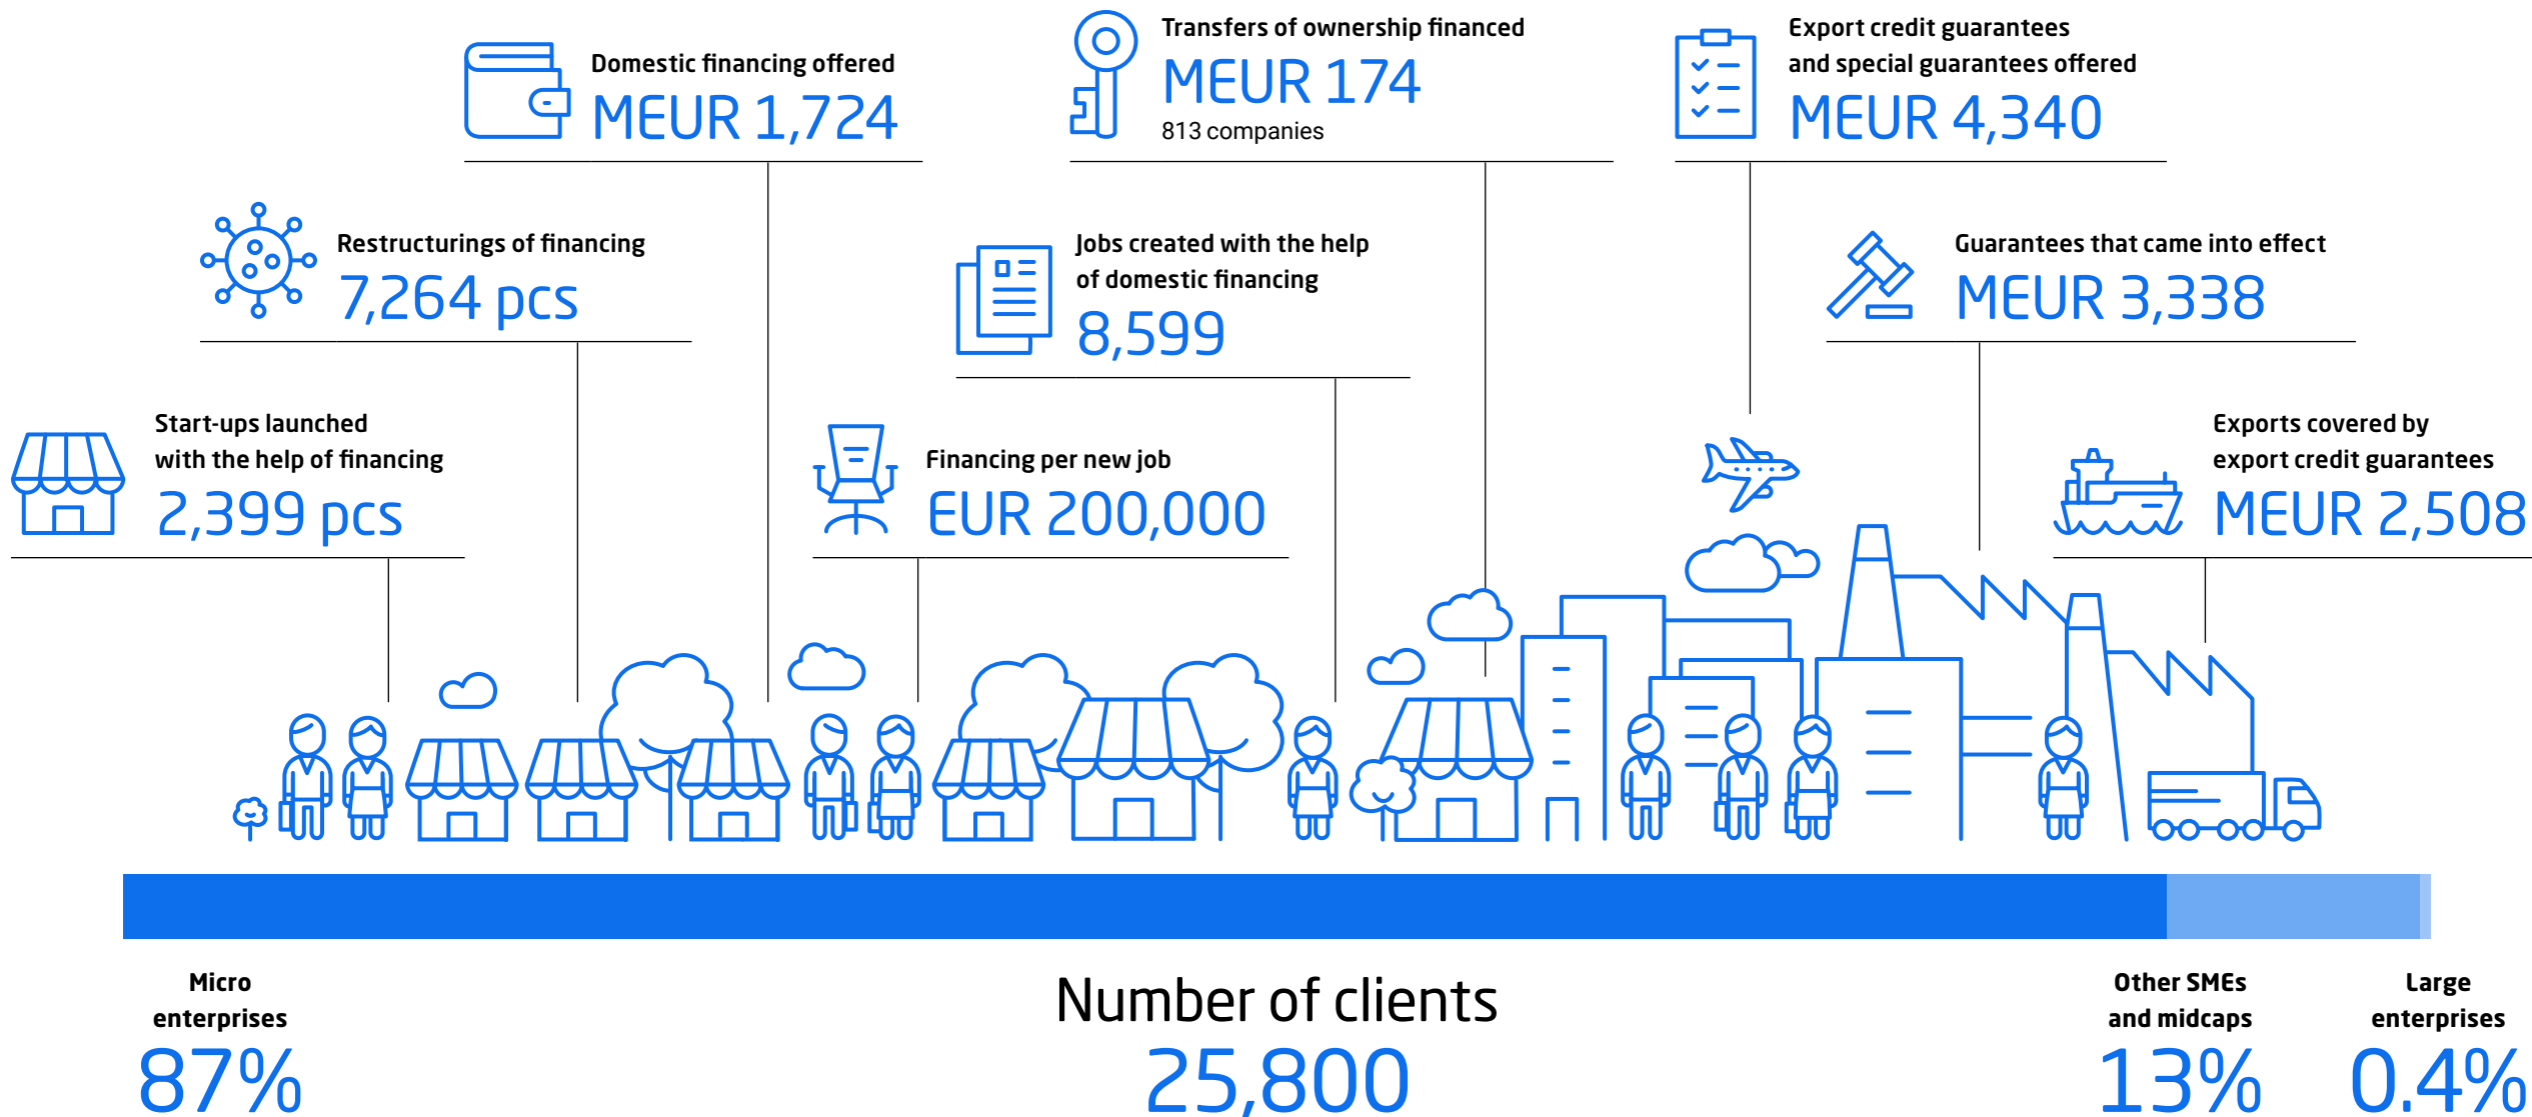 Domestic financing offered
MEUR 1,724
Transfers of ownership financed
MEUR 174
813 companies
Export credit guarantees
and special guarantees offered
MEUR 4,340
Restructurings of financing
7,264 pcs
Jobs created with the help
of domestic financing
8,599
Guarantees that came into effect
MEUR 3,338
Start-ups launched
with the help of financing
2,399 pcs
Financing per new job
EUR 200,000
Exports covered by
export credit guarantees
MEUR 2,508
Micro
enterprises
87%
Number of clients
25,800
Other SMEs
and midcaps
13%
Large
enterprises
0.4%